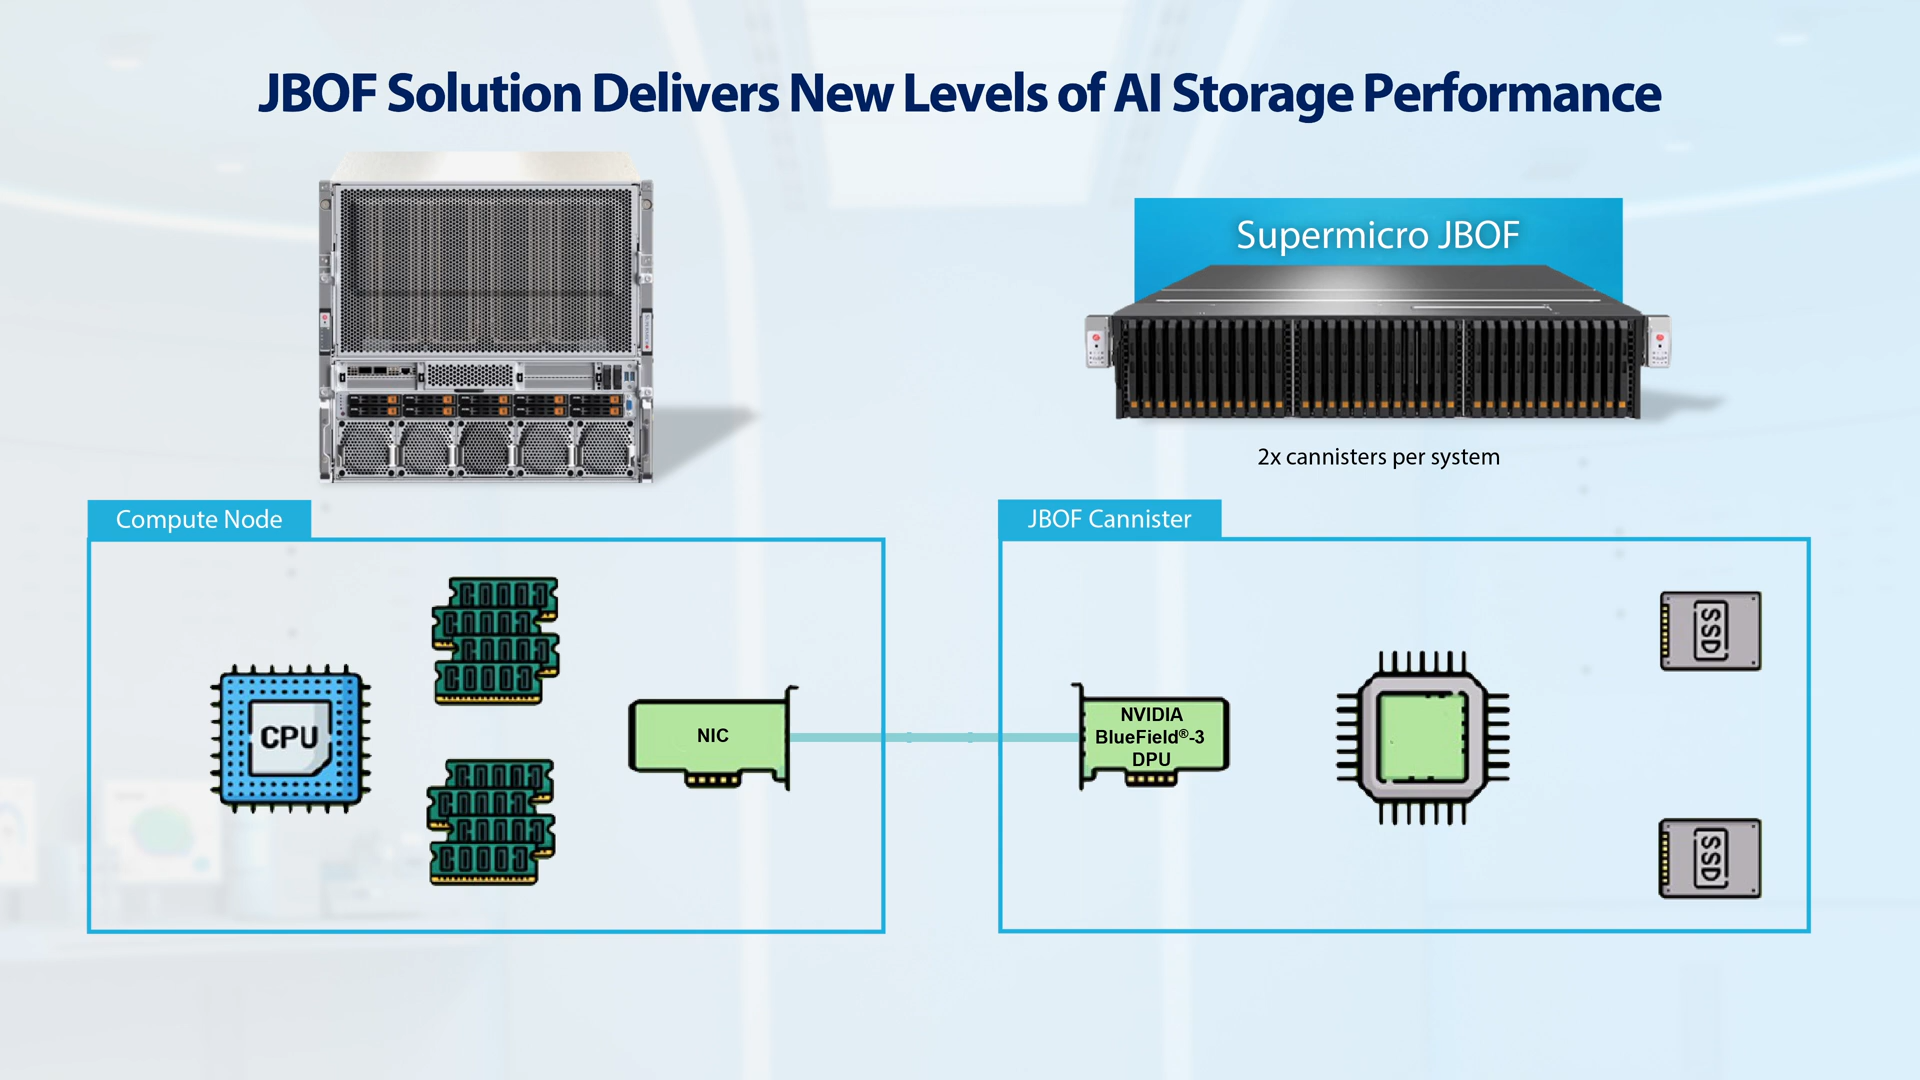 JBOF Solution Delivers New Levels of AI Storage Performance
Supermicro JBOF
2x cannisters per system
Compute Node
JBOF Cannister
CPU
NIC
NVIDIA
BlueField®-3
DPU
SSD
SSD